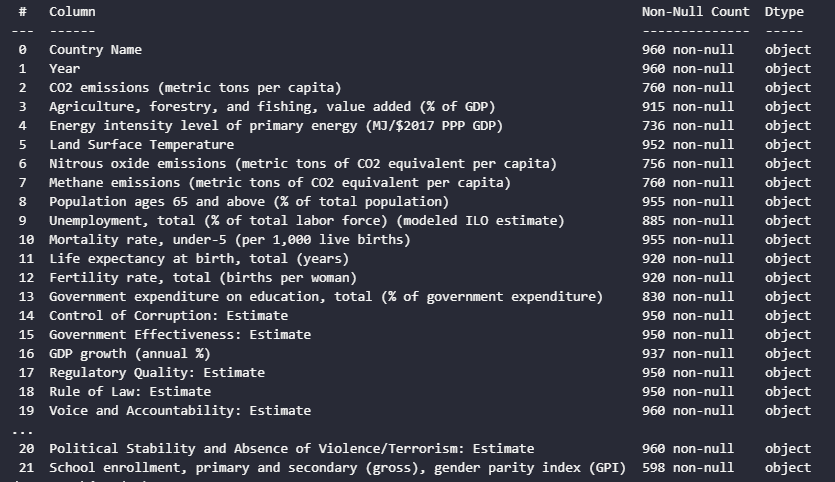 #   Column   Non-Null Count  Dtype
---  ------   --------------  -----
0   Country Name   960 non-null   object
1   Year   960 non-null   object
2   CO2 emissions (metric tons per capita)   760 non-null   object
3   Agriculture, forestry, and fishing, value added (% of GDP)   915 non-null   object
4   Energy intensity level of primary energy (MJ/$2017 PPP GDP)   736 non-null   object
5   Land Surface Temperature   952 non-null   object
6   Nitrous oxide emissions (metric tons of CO2 equivalent per capita)   756 non-null   object
7   Methane emissions (metric tons of CO2 equivalent per capita)   760 non-null   object
8   Population ages 65 and above (% of total population)   955 non-null   object
9   Unemployment, total (% of total labor force) (modeled ILO estimate)   885 non-null   object
10  Mortality rate, under-5 (per 1,000 live births)   955 non-null   object
11  Life expectancy at birth, total (years)   920 non-null   object
12  Fertility rate, total (births per woman)   920 non-null   object
13  Government expenditure on education, total (% of government expenditure)   830 non-null   object
14  Control of Corruption: Estimate   950 non-null   object
15  Government Effectiveness: Estimate   950 non-null   object
16  GDP growth (annual %)   937 non-null   object
17  Regulatory Quality: Estimate   950 non-null   object
18  Rule of Law: Estimate   950 non-null   object
19  Voice and Accountability: Estimate   960 non-null   object
...
20  Political Stability and Absence of Violence/Terrorism: Estimate   960 non-null   object
21  School enrollment, primary and secondary (gross), gender parity index (GPI)   598 non-null   object